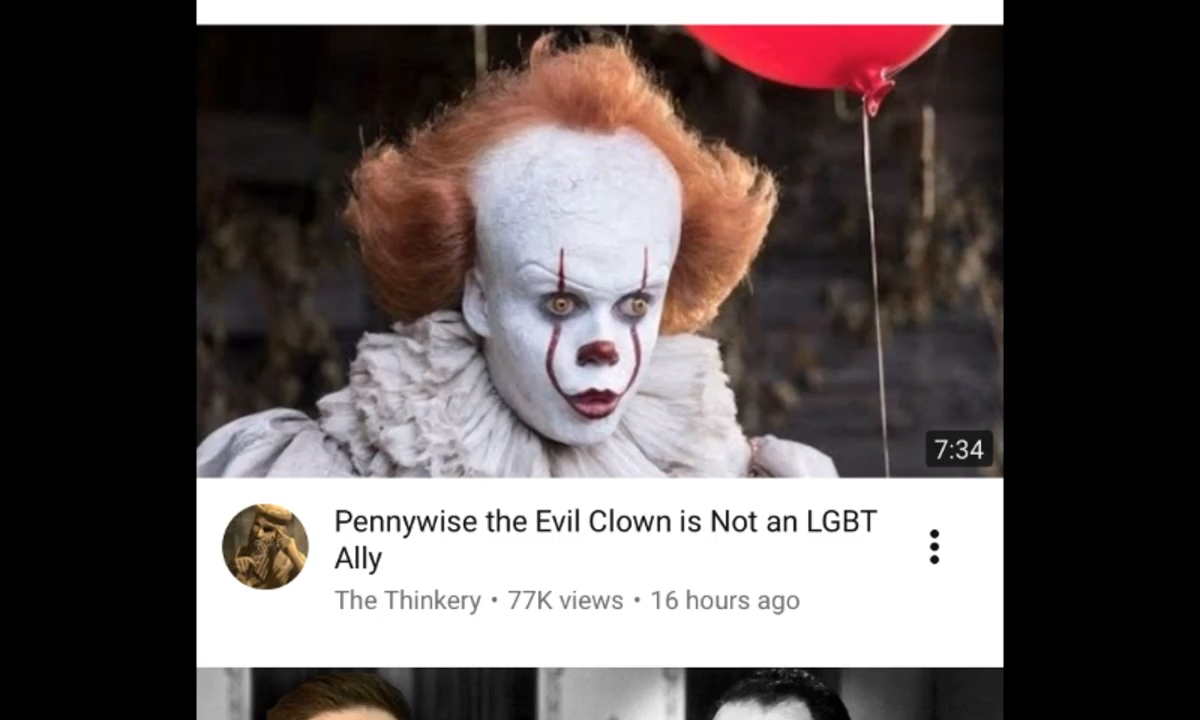 7:34
Pennywise the Evil Clown is Not an LGBT
Ally
The Thinkery • 77K views • 16 hours ago